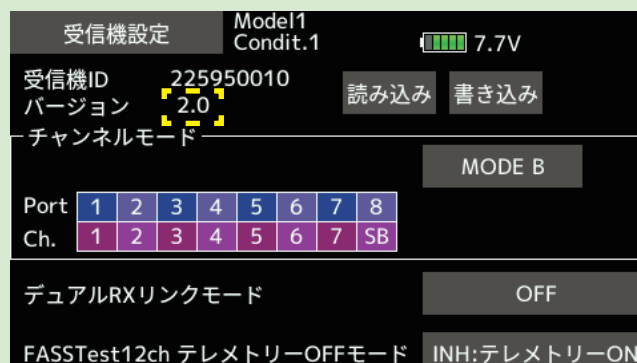 受信機設定
Model1
Condit.1
7.7V
受信機ID 225950010
バージョン 2.0
読み込み 書き込み
チャンネルモード
MODE B
Port 1 2 3 4 5 6 7 8
Ch. 1 2 3 4 5 6 7 SB
デュアルRXリンクモード OFF
FASSTest12ch テレメトリーOFFモード INH:テレメトリーON